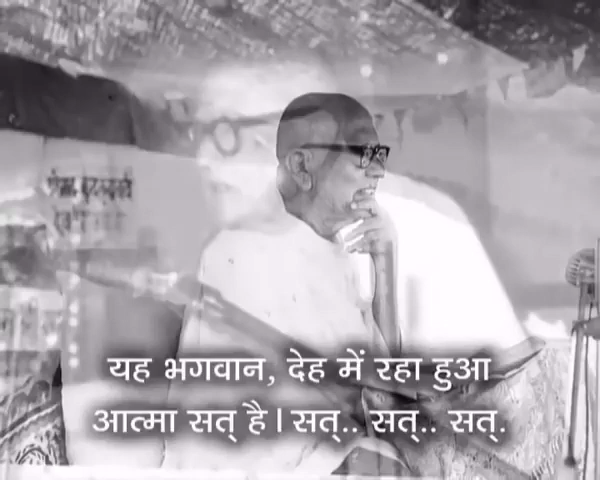 यह भगवान, देह में रहा हुआ
आत्मा सत् है। सत्.. सत्.. सत्.